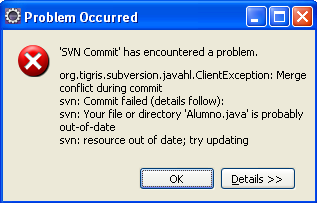 Problem Occurred
'SVN Commit' has encountered a problem.
org.tigris.subversion.javahl.ClientException: Merge
conflict during commit
svn: Commit failed (details follow):
svn: Your file or directory 'Alumno.java' is probably
out-of-date
svn: resource out of date; try updating
OK
Details >>